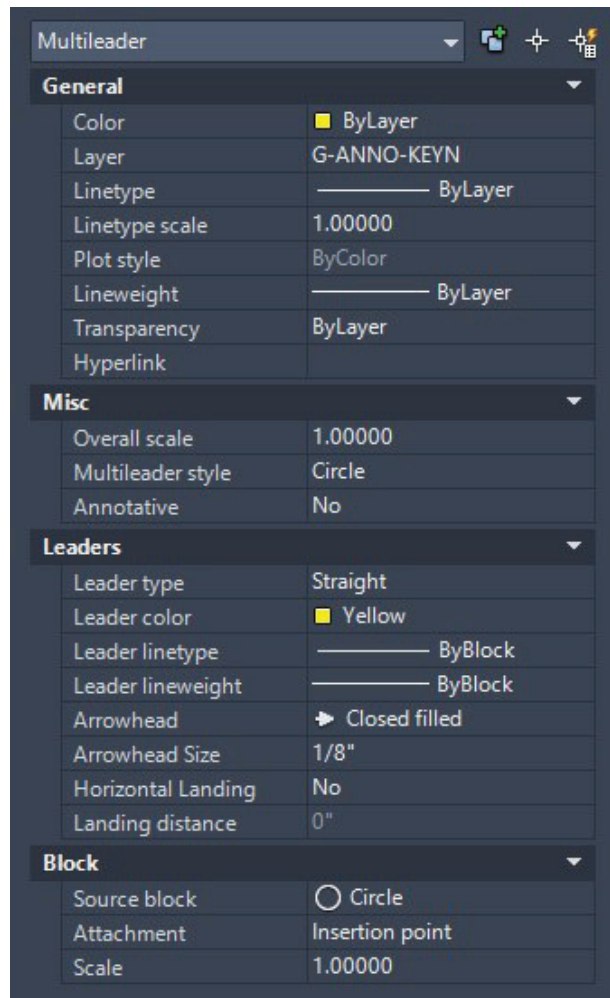 Multileader
General
Color ByLayer
Layer G-ANNO-KEYN
Linetype ByLayer
Linetype scale 1.00000
Plot style ByColor
Lineweight ByLayer
Transparency ByLayer
Hyperlink
Misc
Overall scale 1.00000
Multileader style Circle
Annotative No
Leaders
Leader type Straight
Leader color Yellow
Leader linetype ByBlock
Leader lineweight ByBlock
Arrowhead Closed filled
Arrowhead Size 1/8"
Horizontal Landing No
Landing distance 0"
Block
Source block Circle
Attachment Insertion point
Scale 1.00000